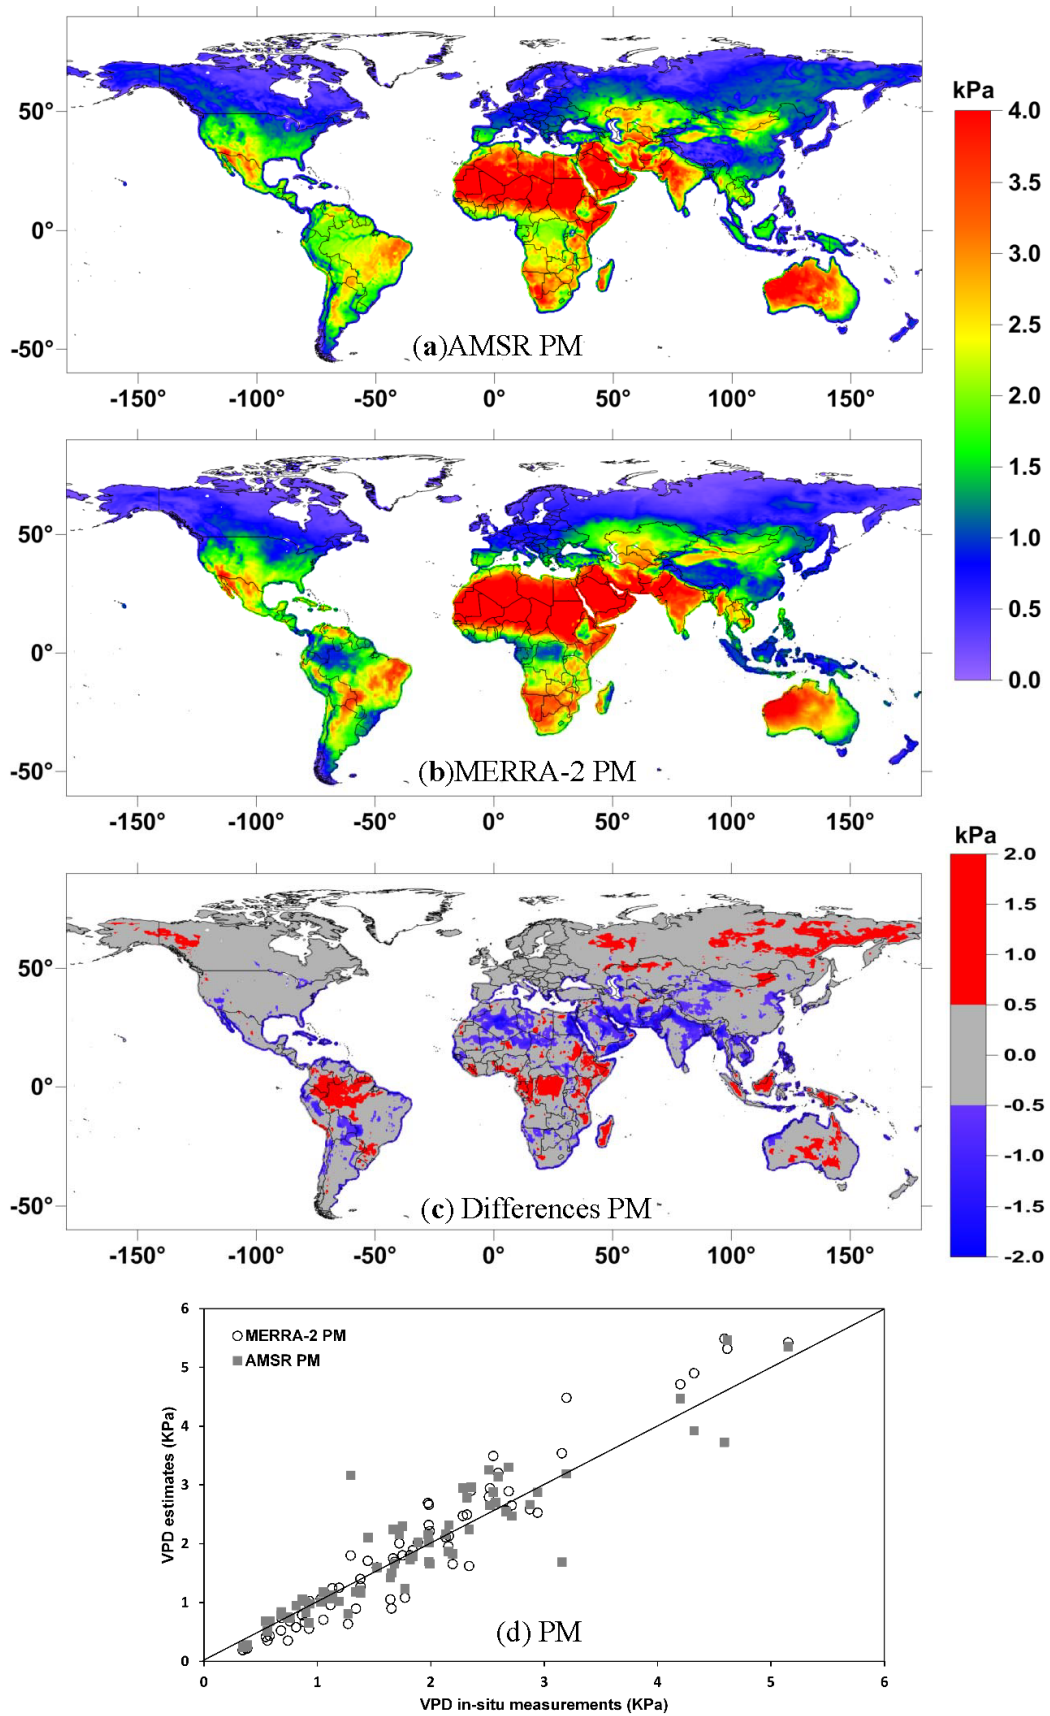 kPa
4.0
3.5
3.0
2.5
2.0
1.5
1.0
0.5
0.0
50°
0°
-50°
(a)AMSR PM
-150° -100° -50° 0° 50° 100° 150°
50°
0°
-50°
(b)MERRA-2 PM
-150° -100° -50° 0° 50° 100° 150°
kPa
2.0
1.5
1.0
0.5
0.0
-0.5
-1.0
-1.5
-2.0
50°
0°
-50°
(c) Differences PM
-150° -100° -50° 0° 50° 100° 150°
6
5
4
3
2
1
0
VPD estimates (KPa)
MERRA-2 PM
AMSR PM
(d) PM
0 1 2 3 4 5 6
VPD in-situ measurements (KPa)